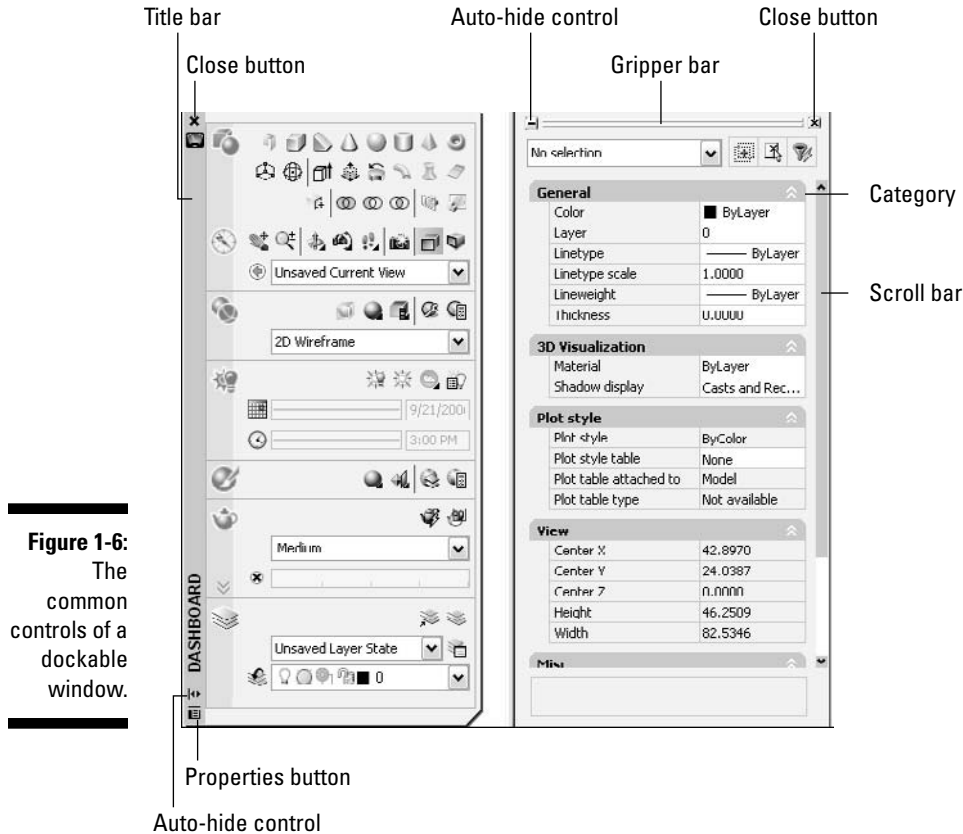 Title bar
Auto-hide control
Close button
Close button
Gripper bar
No selection
General
Color ByLayer
Layer 0
Linetype ByLayer
Linetype scale 1.0000
Lineweight ByLayer
Thickness 0.0000
3D Visualization
Material ByLayer
Shadow display Casts and Rec...
Plot style
Plot style ByColor
Plot style table None
Plot table attached to Model
Plot table type Not available
View
Center X 42.8970
Center Y 24.0387
Center Z 0.0000
Height 46.2509
Width 82.5346
Misc
Category
Scroll bar
Unsaved Current View
2D Wireframe
9/21/200
3:00 PM
Medium
Unsaved Layer State
0
DASHBOARD
Figure 1-6:
The
common
controls of a
dockable
window.
Properties button
Auto-hide control